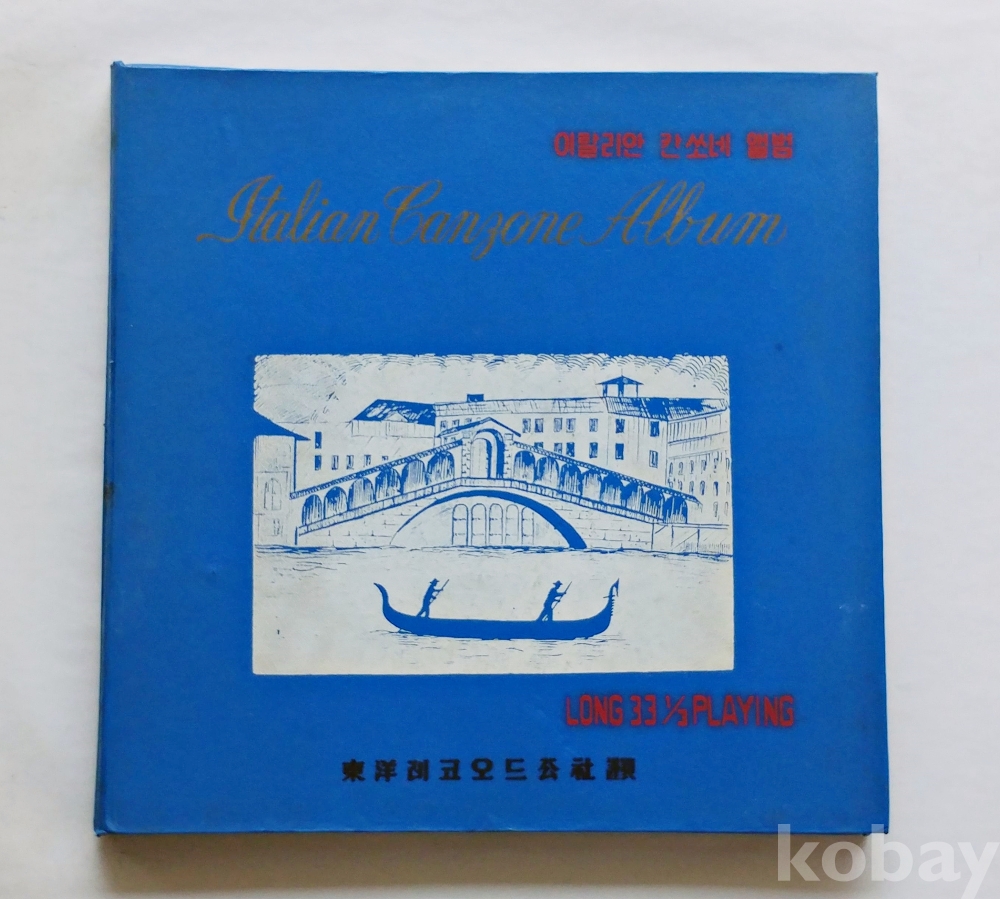 이탈리안 칸쏘네 앨범
Italian Canzone Album
LONG 33 1/3 PLAYING
東洋레코오드公社謹製
kobay